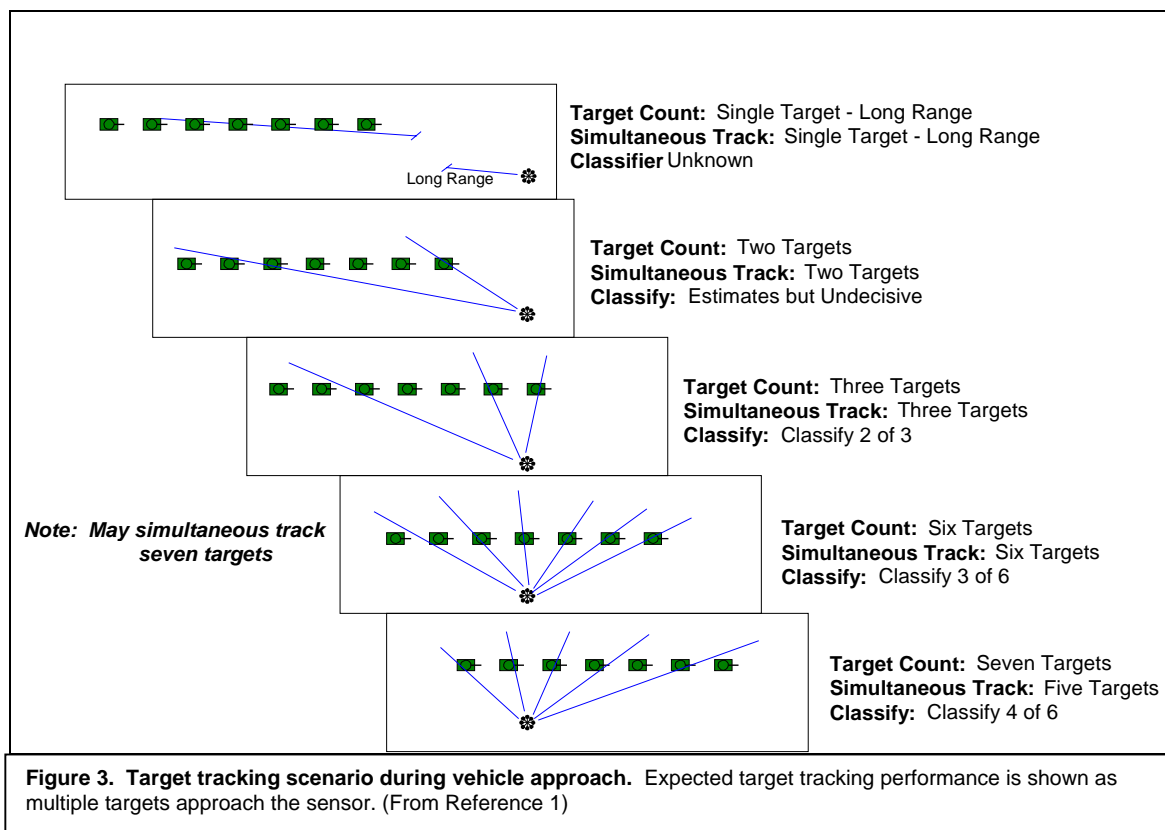 Target Count: Single Target - Long Range
Simultaneous Track: Single Target - Long Range
Classifier Unknown
Long Range
Target Count: Two Targets
Simultaneous Track: Two Targets
Classify: Estimates but Undecisive
Target Count: Three Targets
Simultaneous Track: Three Targets
Classify: Classify 2 of 3
Note: May simultaneous track
seven targets
Target Count: Six Targets
Simultaneous Track: Six Targets
Classify: Classify 3 of 6
Target Count: Seven Targets
Simultaneous Track: Five Targets
Classify: Classify 4 of 6
Figure 3. Target tracking scenario during vehicle approach. Expected target tracking performance is shown as
multiple targets approach the sensor. (From Reference 1)